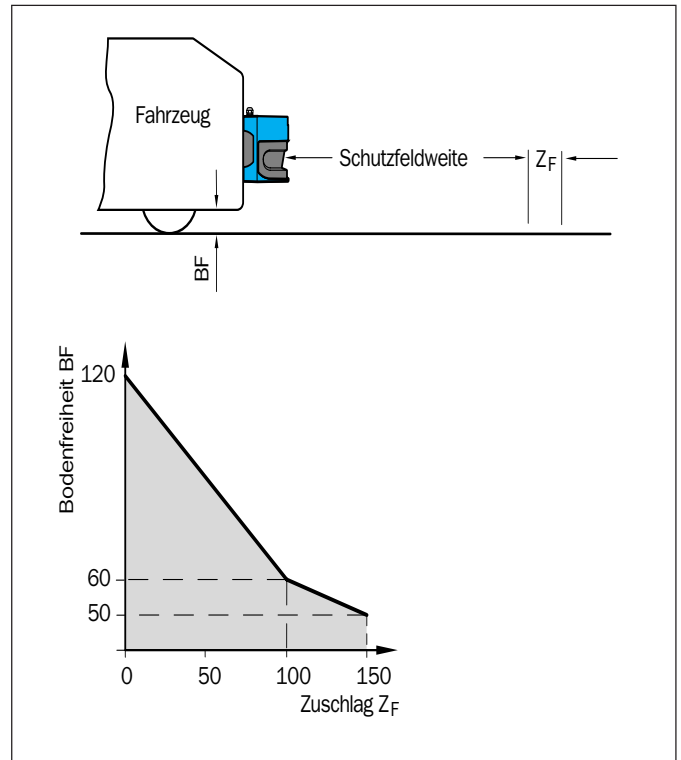 Fahrzeug
Schutzfeldweite
ZF
BF
Bodenfreiheit BF
120
60
50
0 50 100 150
Zuschlag ZF